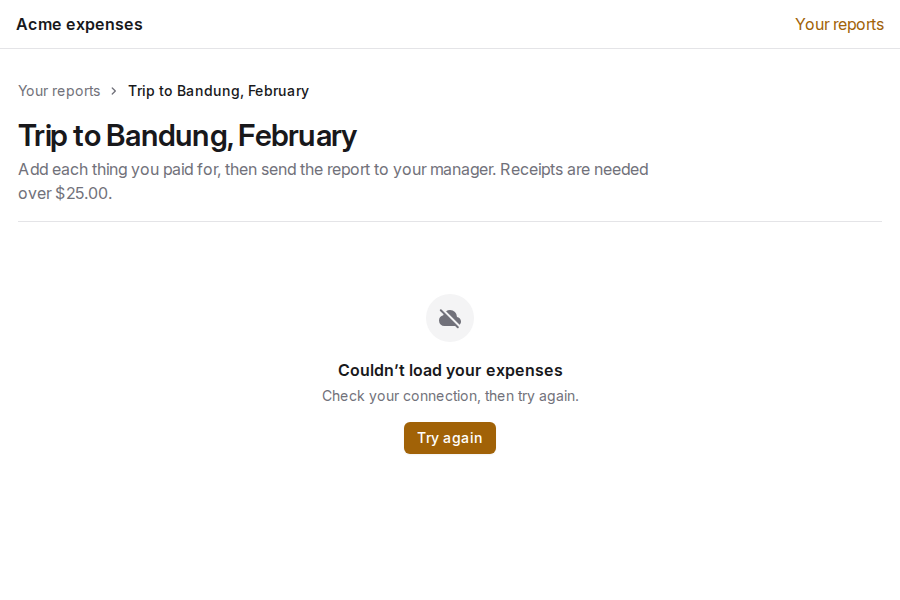 Acme expenses
Your reports
Your reports > Trip to Bandung, February
Trip to Bandung, February
Add each thing you paid for, then send the report to your manager. Receipts are needed
over $25.00.
Couldn’t load your expenses
Check your connection, then try again.
Try again